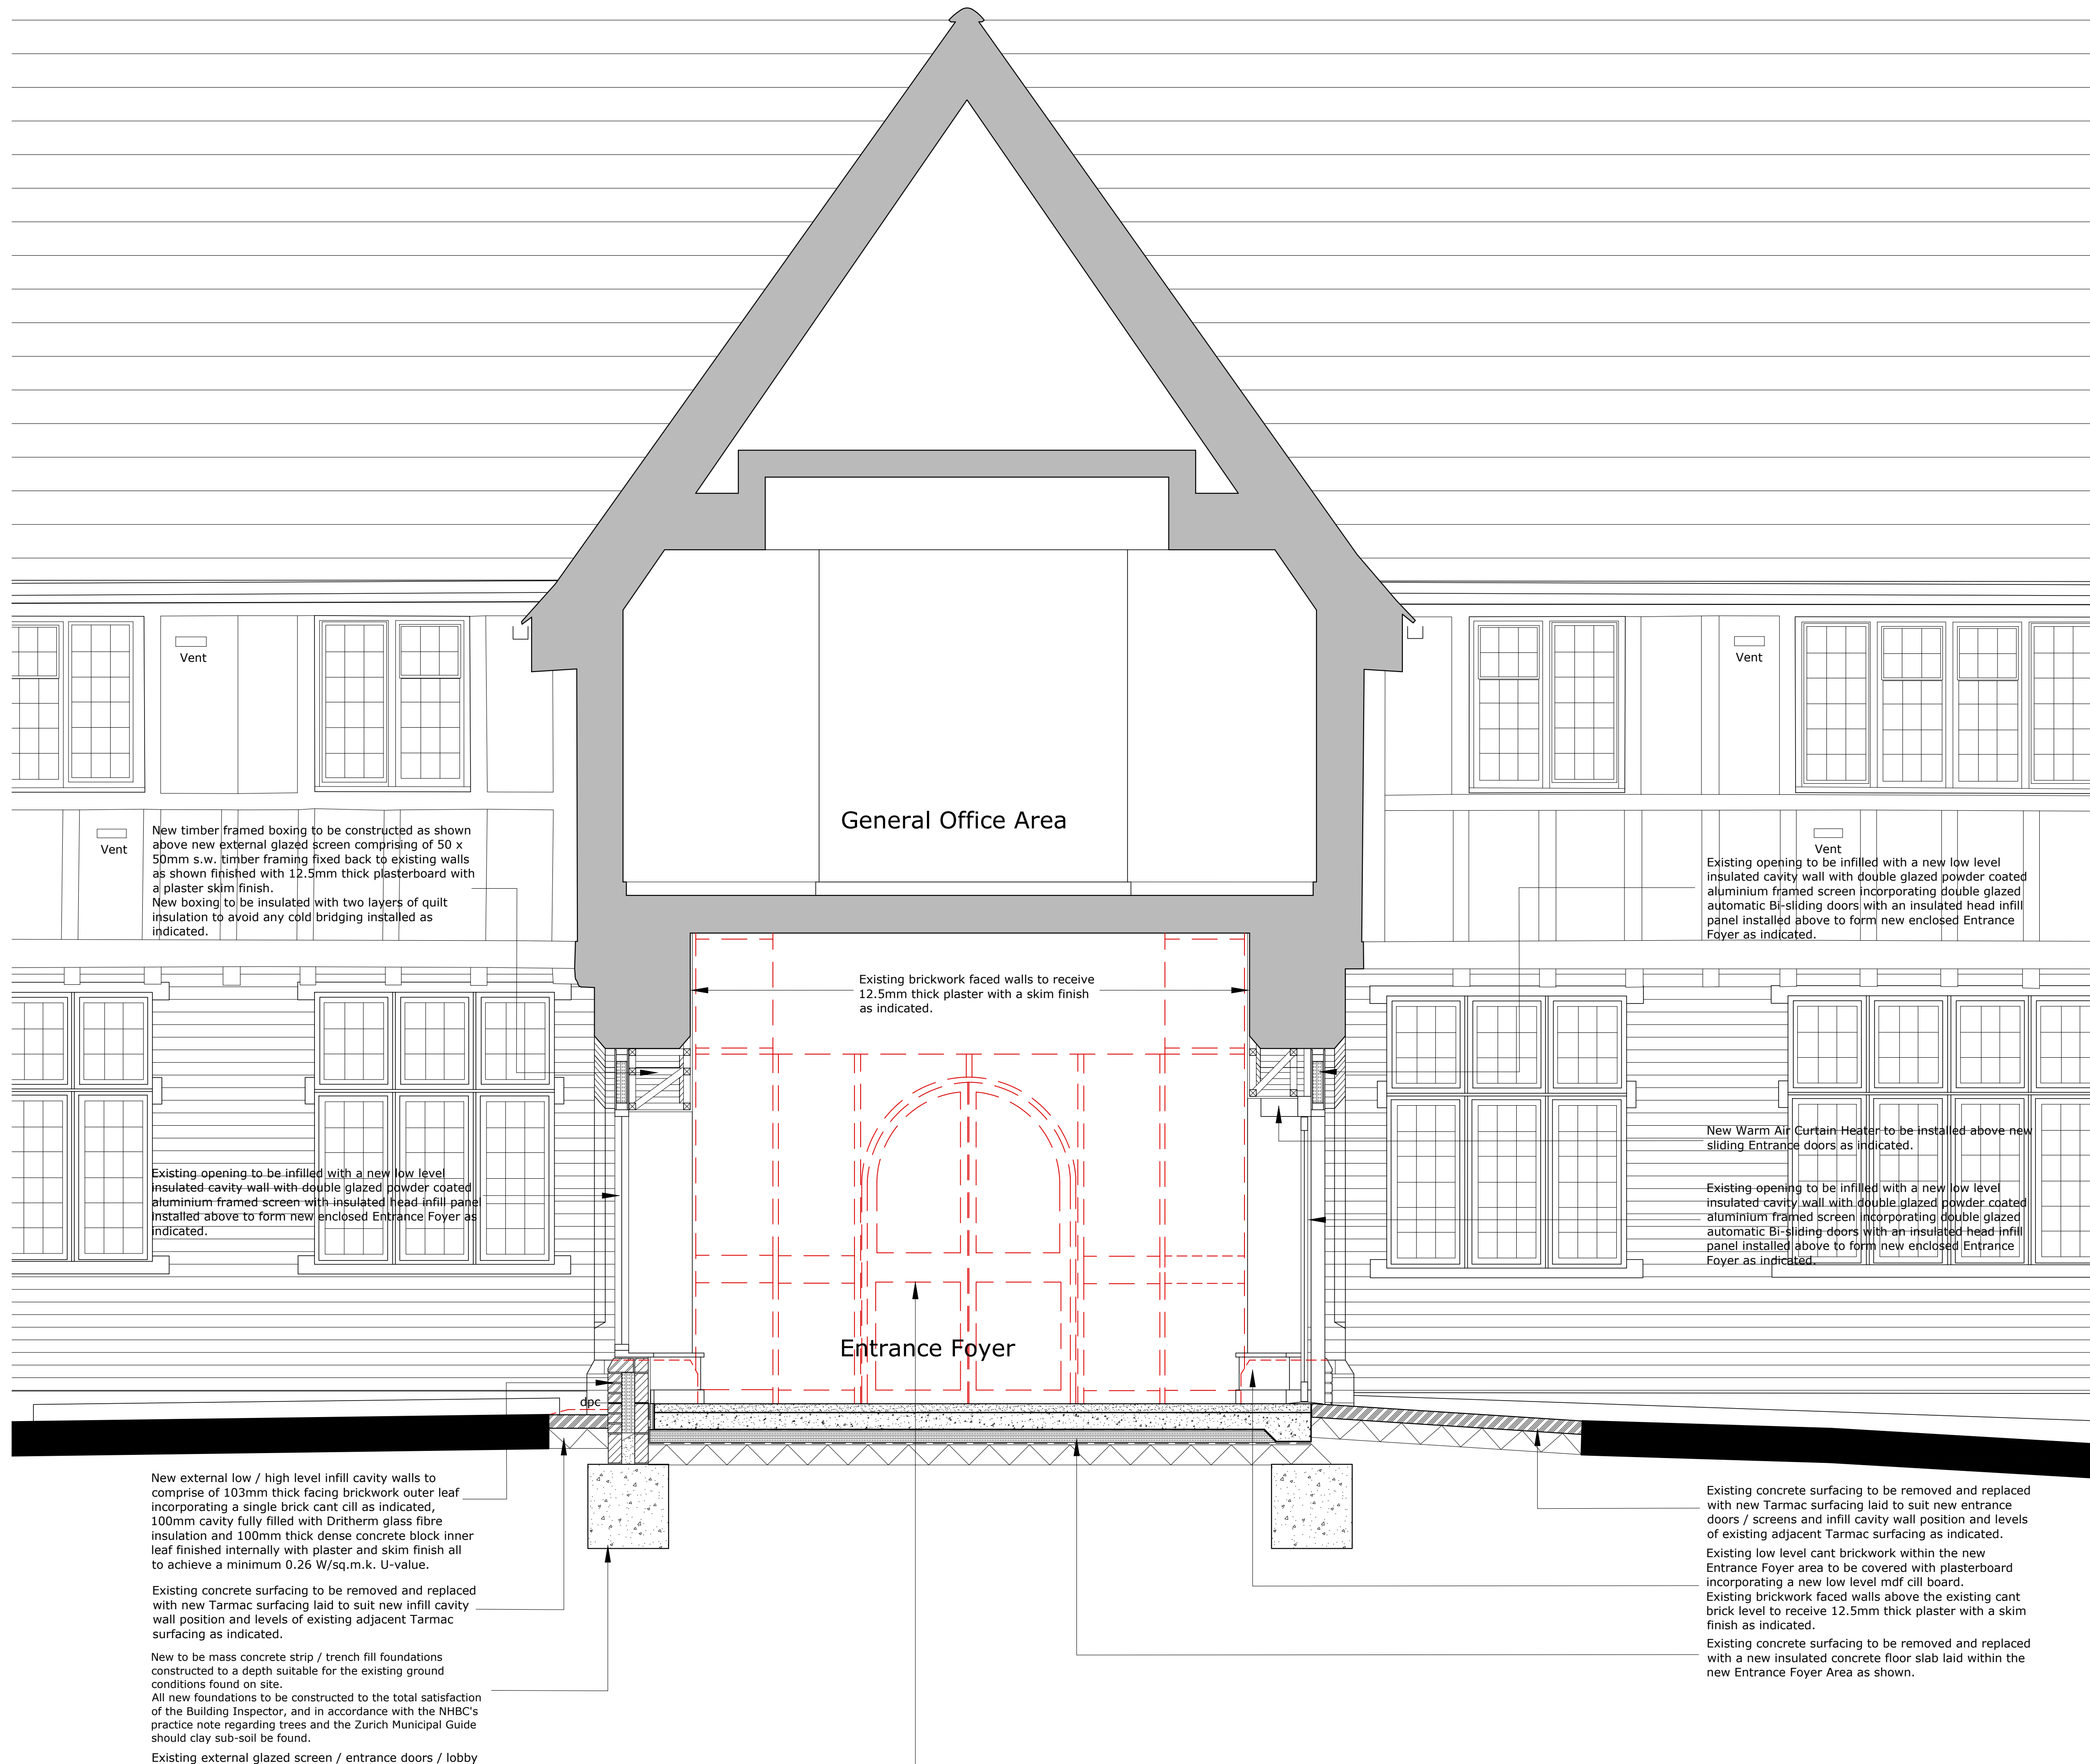 Vent
Vent
General Office Area
New timber framed boxing to be constructed as shown
above new external glazed screen comprising of 50 x
50mm s.w. timber framing fixed back to existing walls
as shown finished with 12.5mm thick plasterboard with
a plaster skim finish.
New boxing to be insulated with two layers of quilt
insulation to avoid any cold bridging installed as
indicated.
Vent
Vent
Existing opening to be infilled with a new low level
insulated cavity wall with double glazed powder coated
aluminium framed screen incorporating double glazed
automatic Bi-sliding doors with an insulated head infill
panel installed above to form new enclosed Entrance
Foyer as indicated.
Existing brickwork faced walls to receive
12.5mm thick plaster with a skim finish
as indicated.
New Warm Air Curtain Heater to be installed above new
sliding Entrance doors as indicated.
Existing opening to be infilled with a new low level
insulated cavity wall with double glazed powder coated
aluminium framed screen with insulated head infill panel
installed above to form new enclosed Entrance Foyer as
indicated.
Existing opening to be infilled with a new low level
insulated cavity wall with double glazed powder coated
aluminium framed screen incorporating double glazed
automatic Bi-sliding doors with an insulated head infill
panel installed above to form new enclosed Entrance
Foyer as indicated.
Entrance Foyer
dpc
New external low / high level infill cavity walls to
comprise of 103mm thick facing brickwork outer leaf
incorporating a single brick cant cill as indicated,
100mm cavity fully filled with Dritherm glass fibre
insulation and 100mm thick dense concrete block inner
leaf finished internally with plaster and skim finish all
to achieve a minimum 0.26 W/sq.m.k. U-value.
Existing concrete surfacing to be removed and replaced
with new Tarmac surfacing laid to suit new infill cavity
wall position and levels of existing adjacent Tarmac
surfacing as indicated.
New to be mass concrete strip / trench fill foundations
constructed to a depth suitable for the existing ground
conditions found on site.
All new foundations to be constructed to the total satisfaction
of the Building Inspector, and in accordance with the NHBC's
practice note regarding trees and the Zurich Municipal Guide
should clay sub-soil be found.
Existing external glazed screen / entrance doors / lobby
Existing concrete surfacing to be removed and replaced
with new Tarmac surfacing laid to suit new entrance
doors / screens and infill cavity wall position and levels
of existing adjacent Tarmac surfacing as indicated.
Existing low level cant brickwork within the new
Entrance Foyer area to be covered with plasterboard
incorporating a new low level mdf cill board.
Existing brickwork faced walls above the existing cant
brick level to receive 12.5mm thick plaster with a skim
finish as indicated.
Existing concrete surfacing to be removed and replaced
with a new insulated concrete floor slab laid within the
new Entrance Foyer Area as shown.